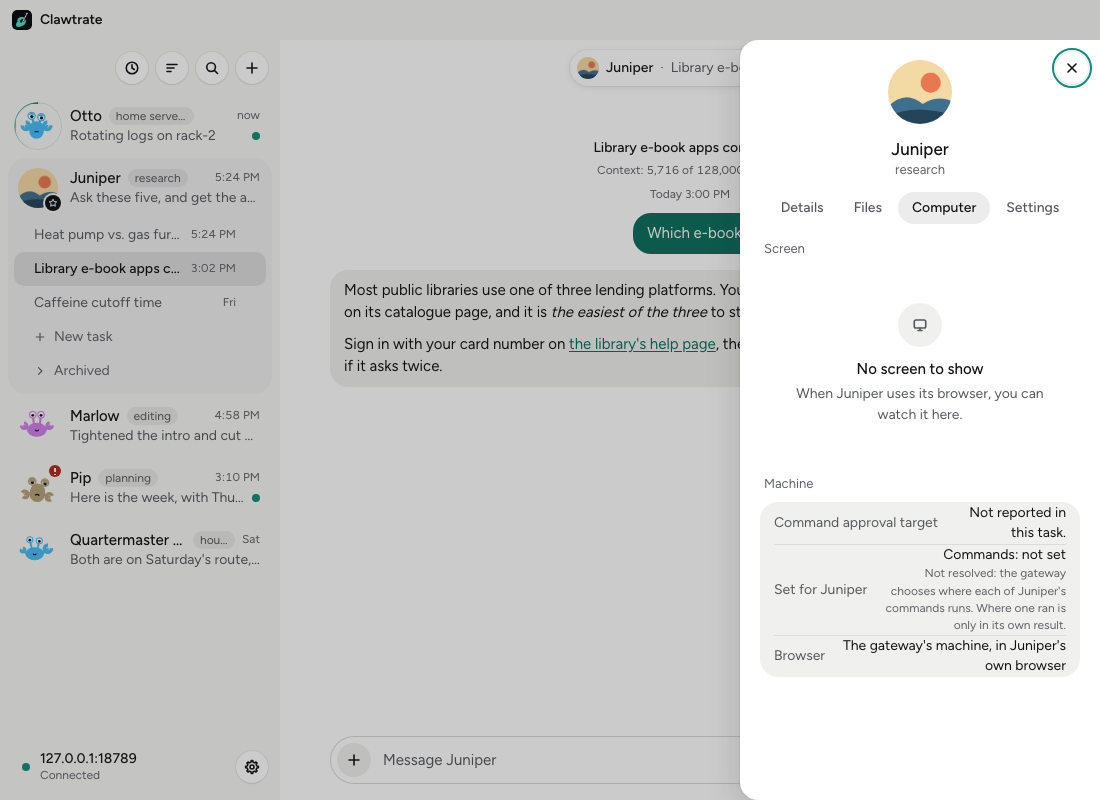 Clawtrate
Otto home serve... now
Rotating logs on rack-2
Juniper research 5:24 PM
Ask these five, and get the a...
Heat pump vs. gas fur... 5:24 PM
Library e-book apps c... 3:02 PM
Caffeine cutoff time Fri
+ New task
Archived
Marlow editing 4:58 PM
Tightened the intro and cut ...
Pip planning 3:10 PM
Here is the week, with Thu...
Quartermaster ... hou... Sat
Both are on Saturday's route,...
127.0.0.1:18789
Connected
Juniper · Library e-b
Library e-book apps co
Context: 5,716 of 128,000
Today 3:00 PM
Which e-book
Most public libraries use one of three lending platforms. You
on its catalogue page, and it is the easiest of the three to st
Sign in with your card number on the library's help page, the
if it asks twice.
Message Juniper
Juniper
research
Details Files Computer Settings
Screen
No screen to show
When Juniper uses its browser, you can
watch it here.
Machine
Command approval target Not reported in
this task.
Set for Juniper Commands: not set
Not resolved: the gateway
chooses where each of Juniper's
commands runs. Where one ran is
only in its own result.
Browser The gateway's machine, in Juniper's
own browser